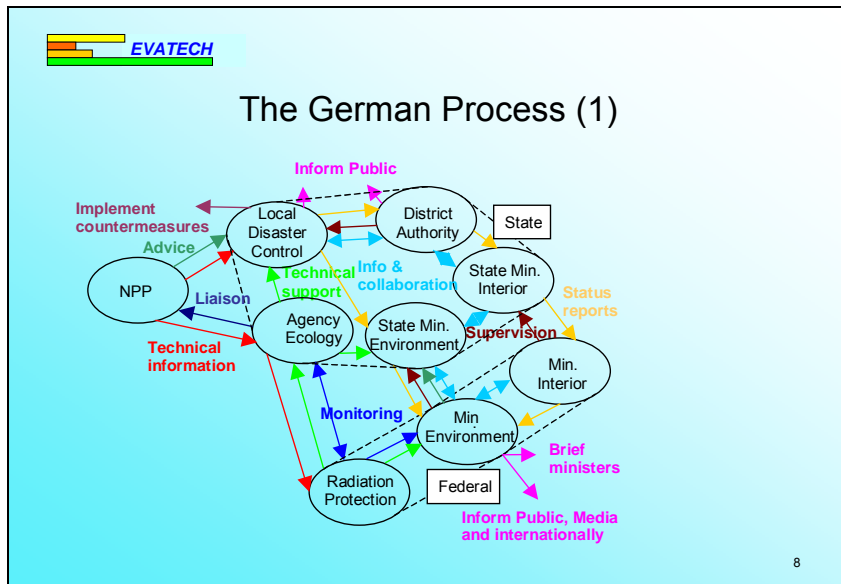 EVATECH
The German Process (1)
Inform Public
Implement
countermeasures
Advice
Local
Disaster
Control
District
Authority
State
NPP
Liaison
Technical
support
Info &
collaboration
State Min.
Interior
Technical
information
Agency
Ecology
State Min.
Environment
Supervision
Status
reports
Min.
Interior
Monitoring
Min
Environment
Radiation
Protection
Federal
Brief
ministers
Inform Public, Media
and internationally
8